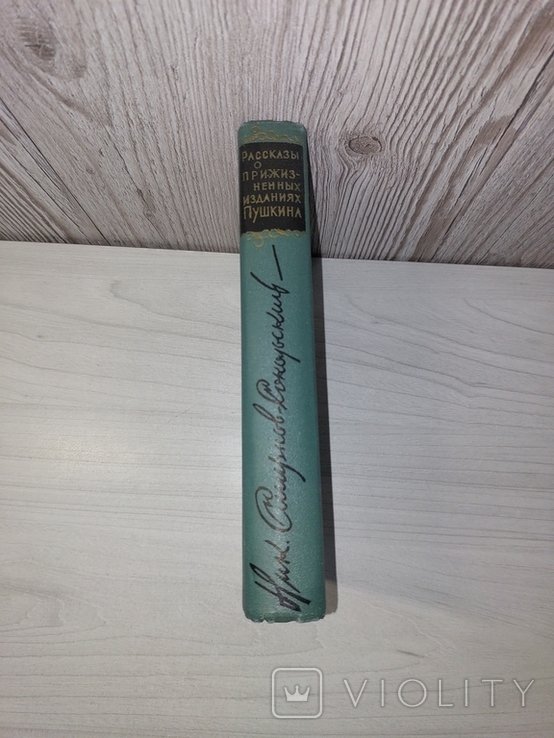 РАССКАЗЫ
О
ПРИЖИЗ-
НЕННЫХ
ИЗДАНИЯХ
ПУШКИНА
Ник. Смирнов-Сокольский
VIOLITY